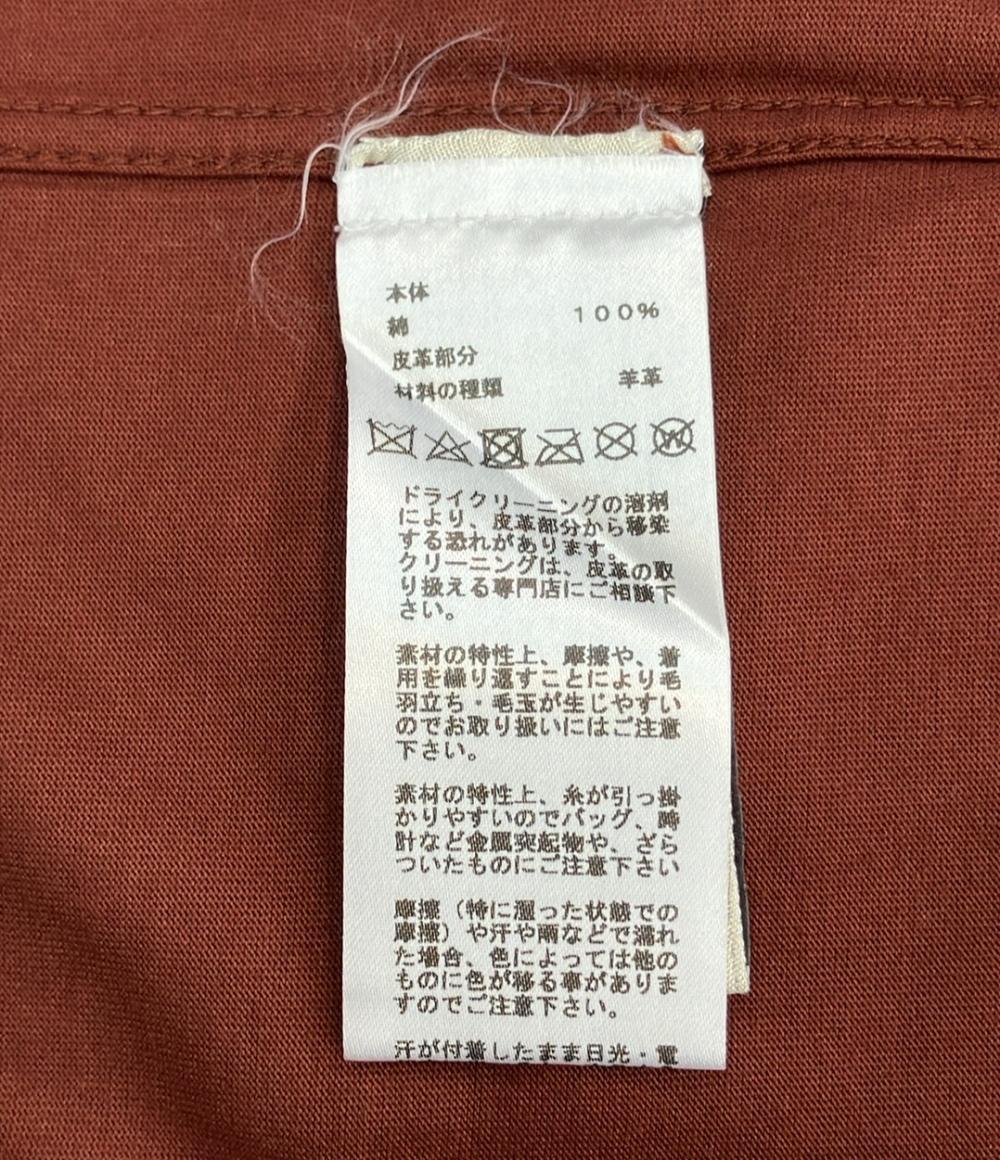 本体
綿 １００％
皮革部分
材料の種類 羊革
W
ドライクリーニングの溶剤
により、皮革部分から移染
する恐れがあります。
クリーニングは、皮革の取
り扱える専門店にご相談下
さい。
素材の特性上、摩擦や、着
用を繰り返すことにより毛
羽立ち・毛玉が生じやすい
のでお取り扱いにはご注意
下さい。
素材の特性上、糸が引っ掛
かりやすいのでバッグ、時
計など金属突起物や、ざら
ついたものにご注意下さい
摩擦（特に湿った状態での
摩擦）や汗や雨などで濡れ
た場合、色によっては他の
ものに色が移る事がありま
すのでご注意下さい。
汗が付着したまま日光・電